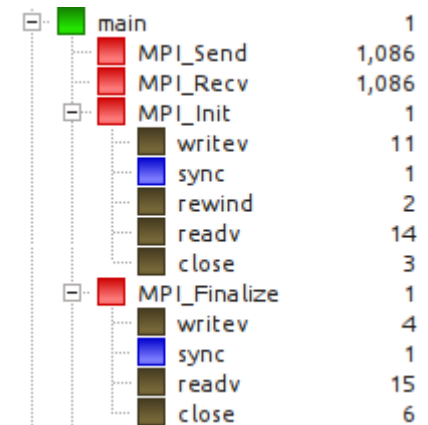 main 1
MPI_Send 1,086
MPI_Recv 1,086
MPI_Init 1
writev 11
sync 1
rewind 2
readv 14
close 3
MPI_Finalize 1
writev 4
sync 1
readv 15
close 6